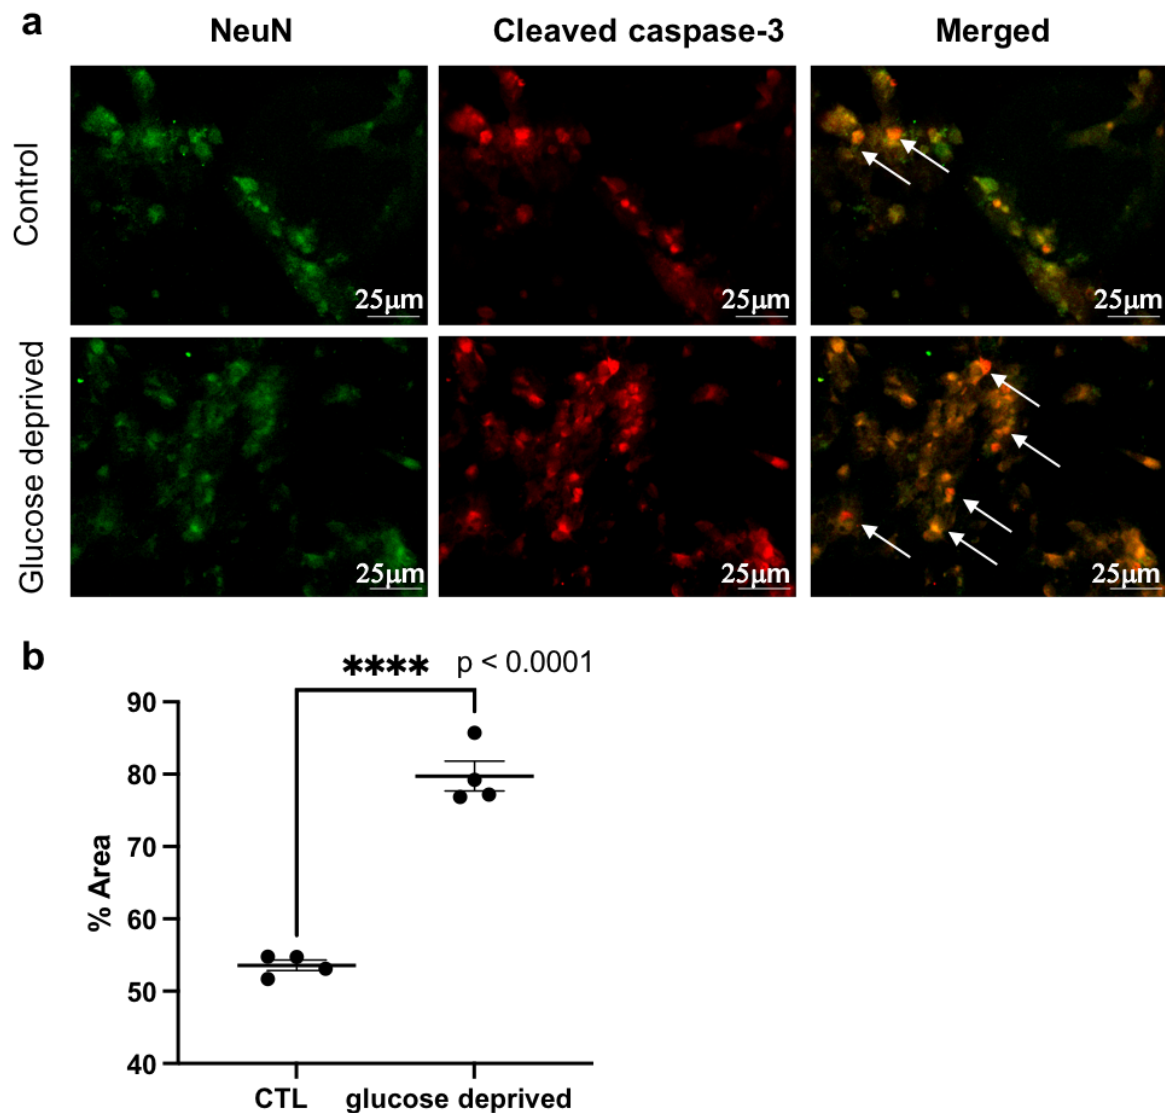 a
NeuN
Cleaved caspase-3
Merged
Control
25μm
25μm
25μm
Glucose deprived
25μm
25μm
25μm
b
**** p < 0.0001
90
80
70
60
50
40
% Area
CTL
glucose deprived